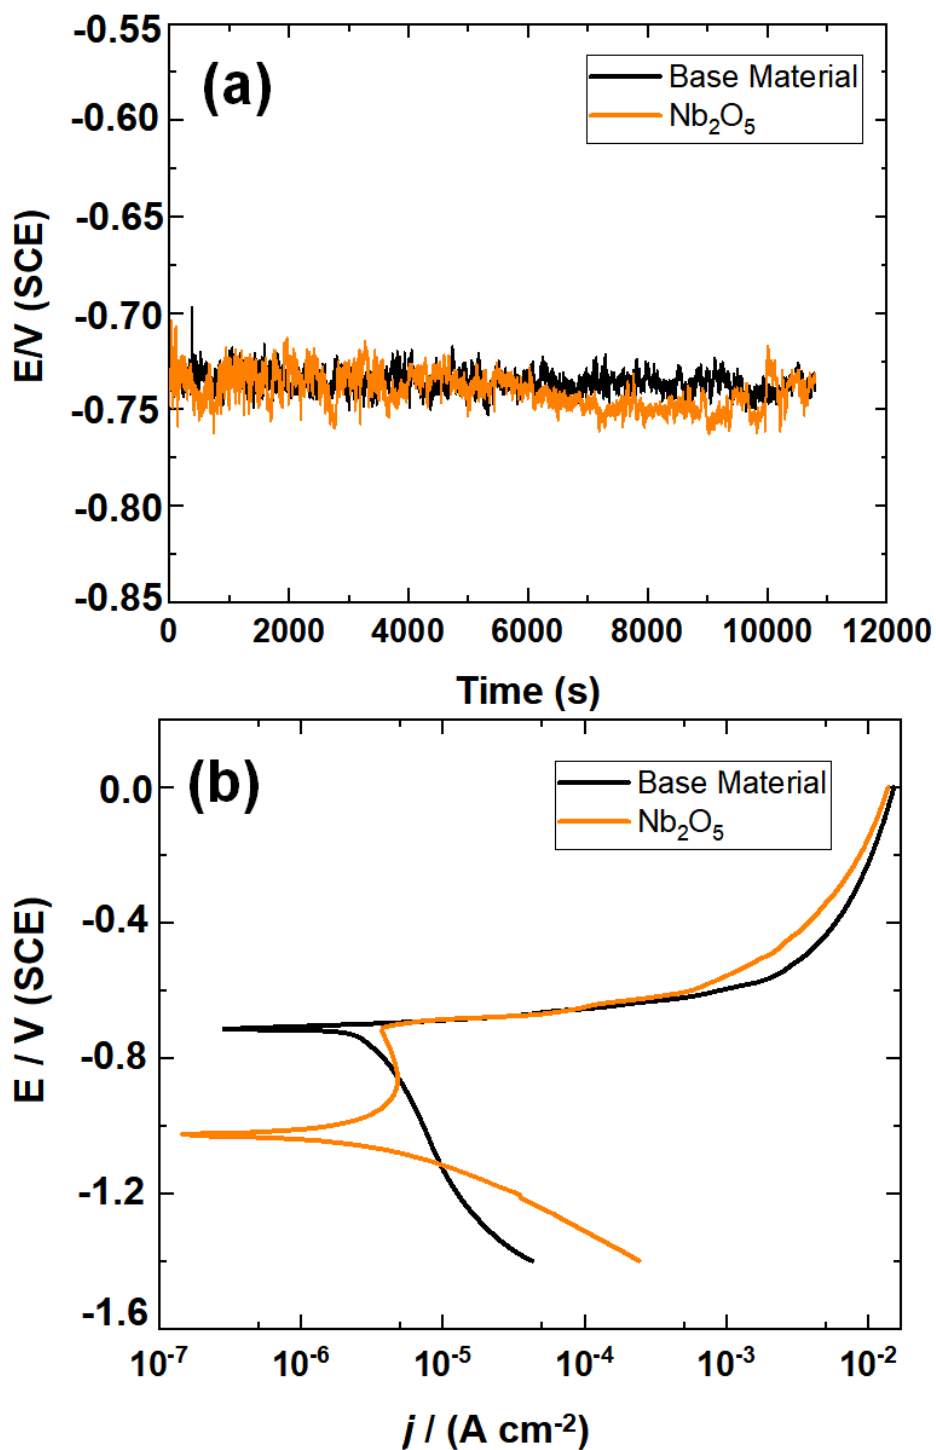 (a)
Base Material
Nb₂O₅
E/V (SCE)
-0.55
-0.60
-0.65
-0.70
-0.75
-0.80
-0.85
0 2000 4000 6000 8000 10000 12000
Time (s)
(b)
Base Material
Nb₂O₅
E / V (SCE)
0.0
-0.4
-0.8
-1.2
-1.6
10⁻⁷ 10⁻⁶ 10⁻⁵ 10⁻⁴ 10⁻³ 10⁻²
j / (A cm⁻²)